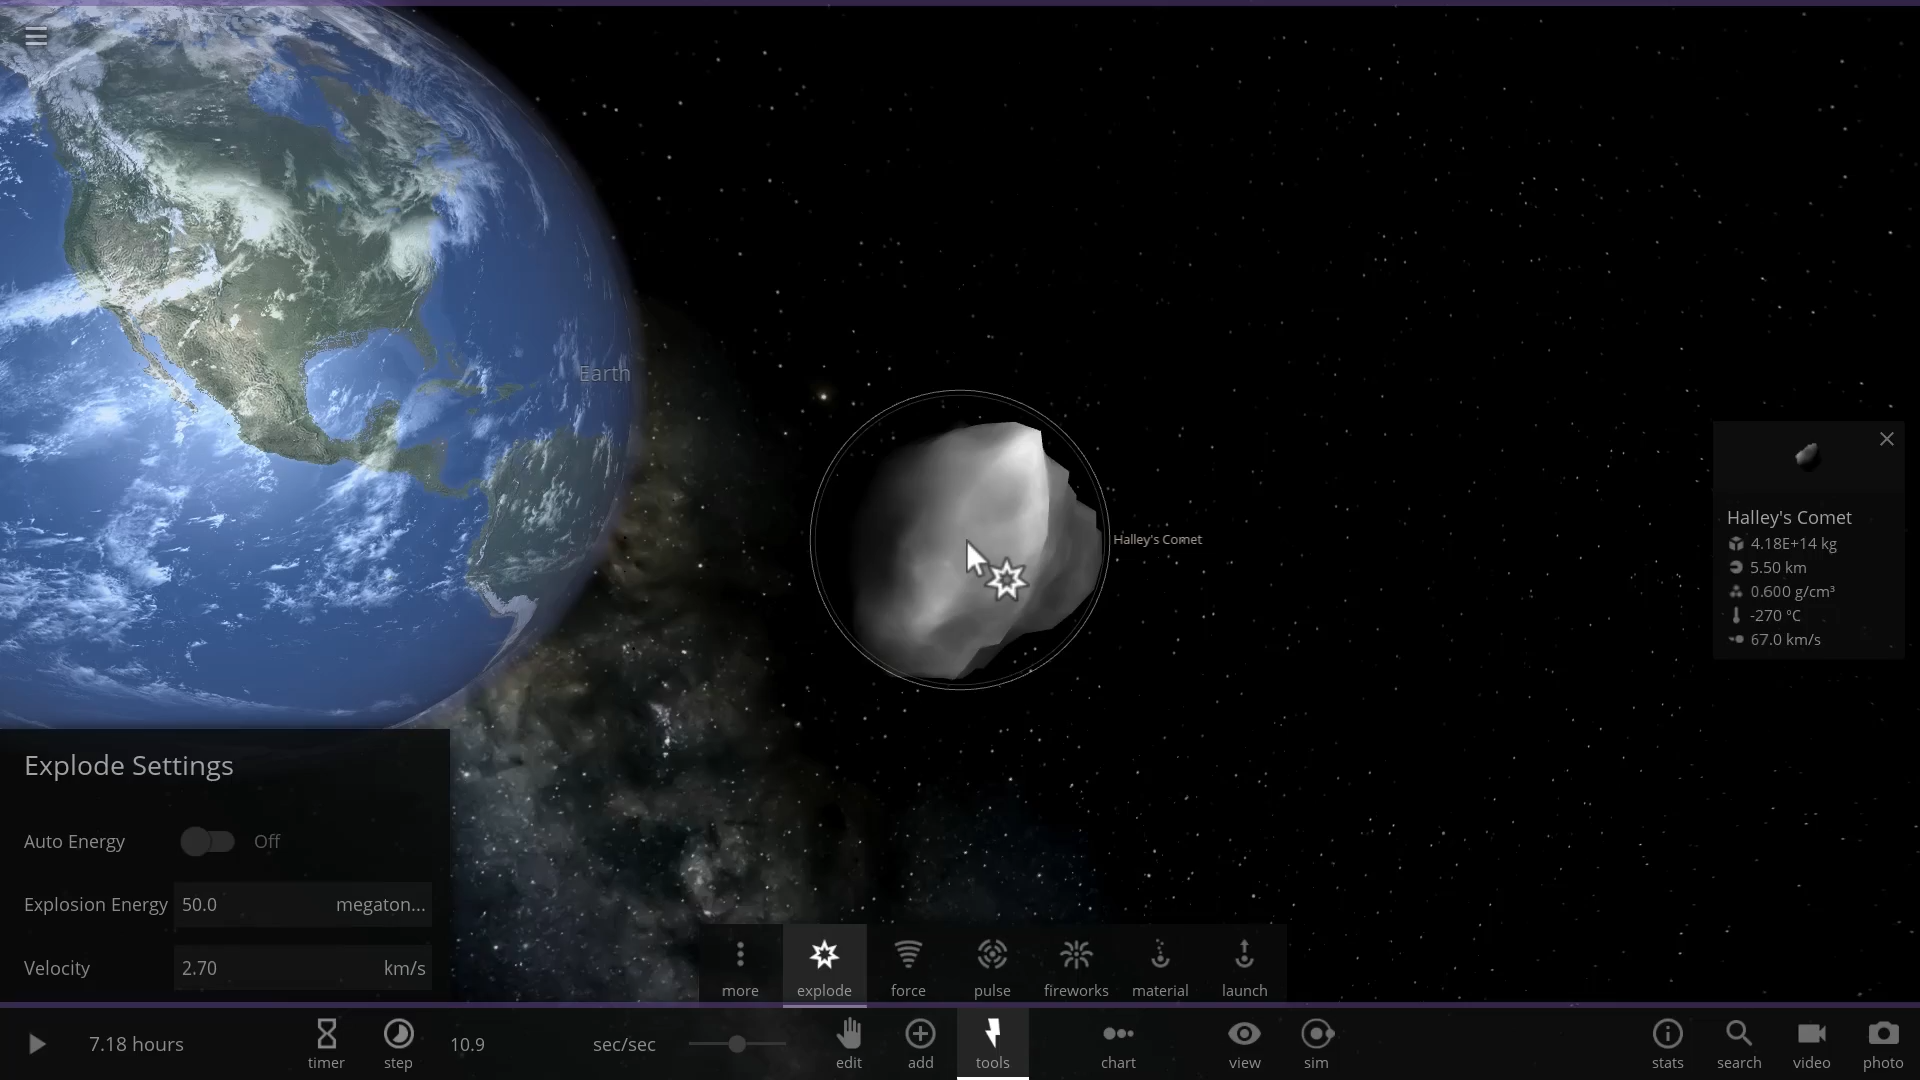 Earth
Halley's Comet
Halley's Comet
4.18E+14 kg
5.50 km
0.600 g/cm³
-270 °C
67.0 km/s
Explode Settings
Auto Energy Off
Explosion Energy 50.0 megaton...
Velocity 2.70 km/s
more explode force pulse fireworks material launch
7.18 hours timer step 10.9 sec/sec edit add tools chart view sim stats search video photo